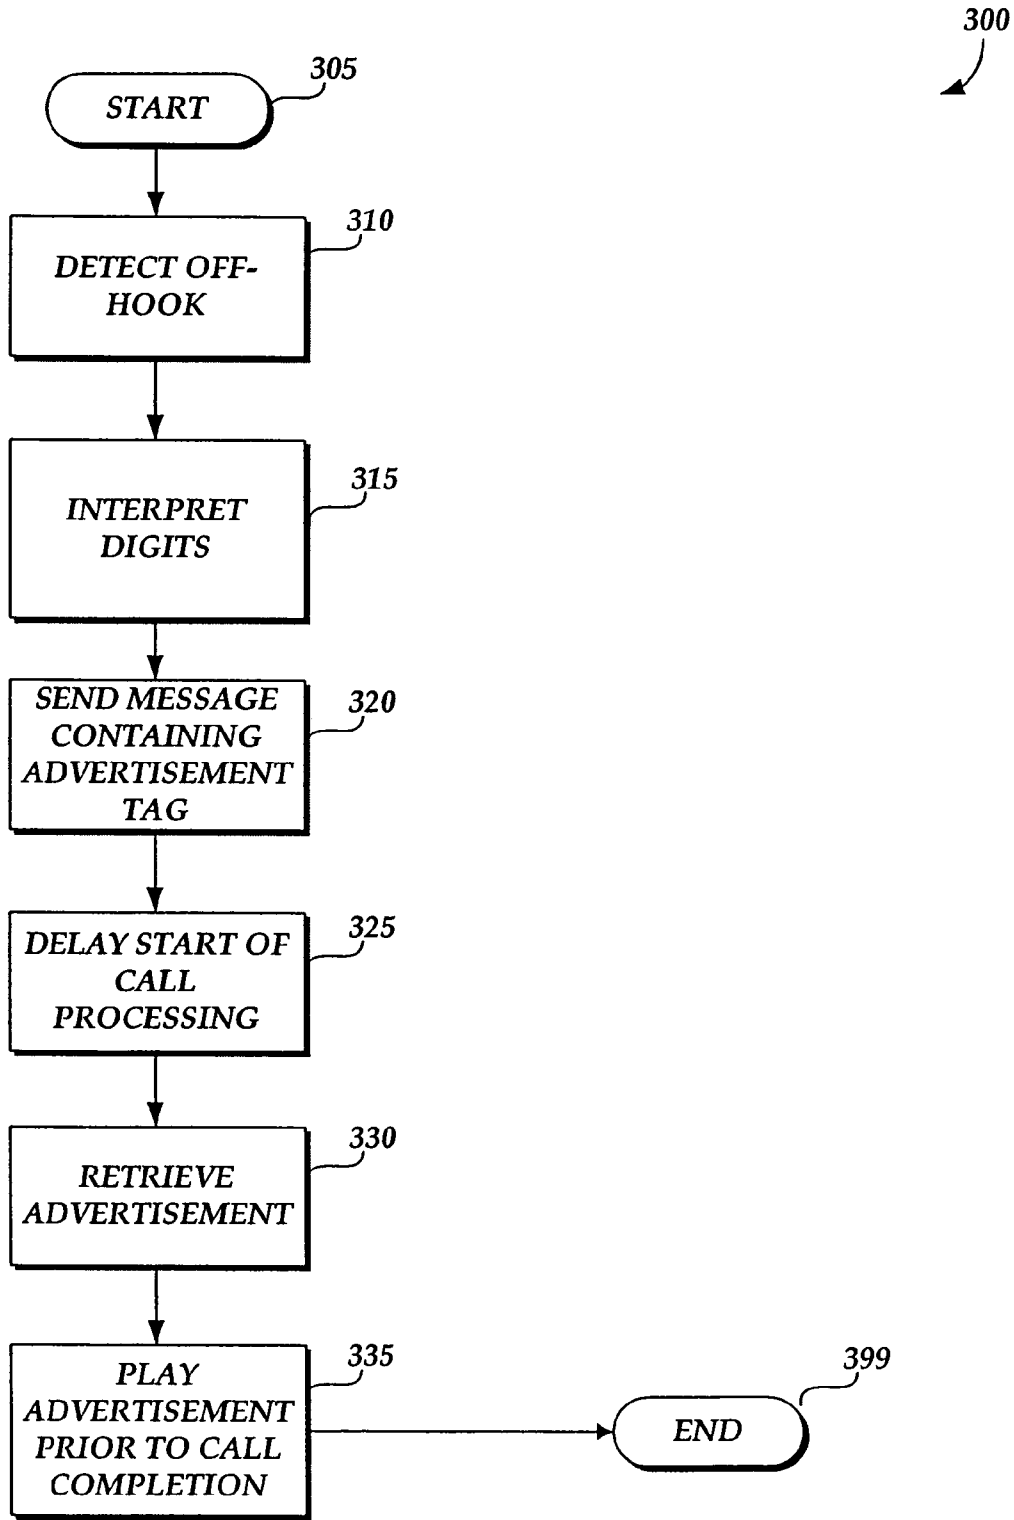 300
305
START
310
DETECT OFF-
HOOK
315
INTERPRET
DIGITS
320
SEND MESSAGE
CONTAINING
ADVERTISEMENT
TAG
325
DELAY START OF
CALL
PROCESSING
330
RETRIEVE
ADVERTISEMENT
335
PLAY
ADVERTISEMENT
PRIOR TO CALL
COMPLETION
399
END